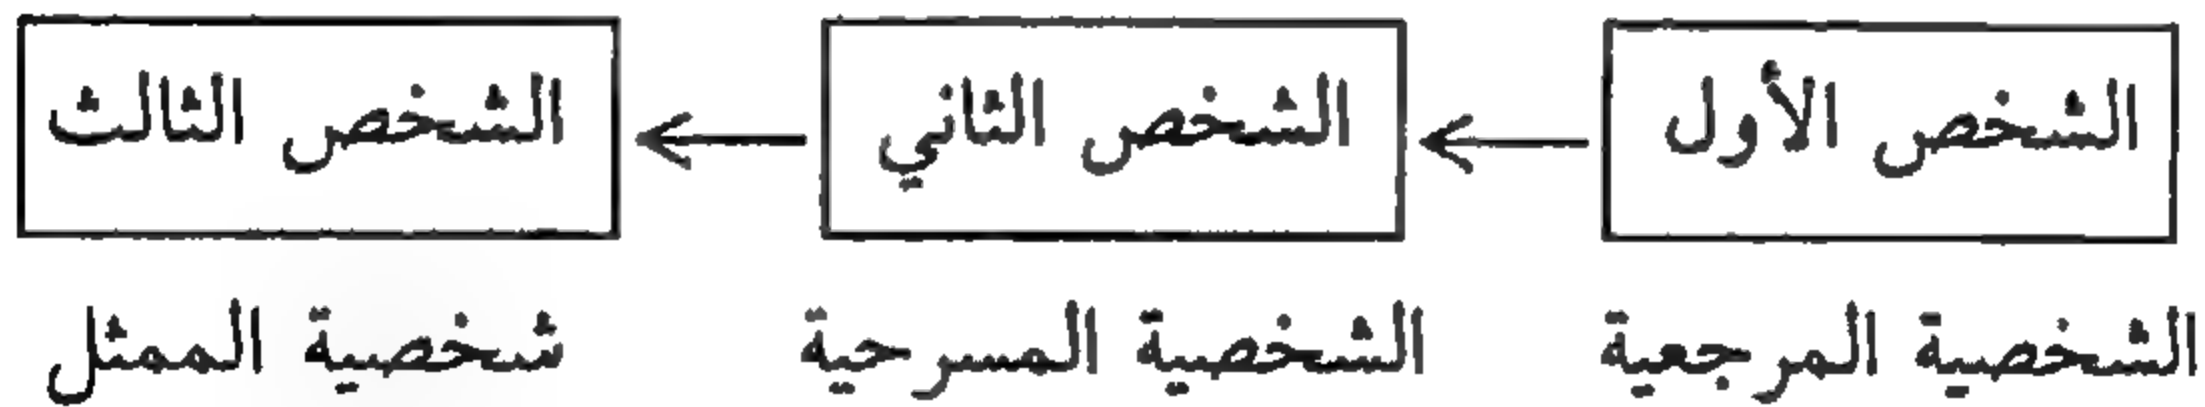 الشخص الأول الشخص الثاني الشخص الثالث
الشخصية المرجعية الشخصية المسرحية شخصية الممثل